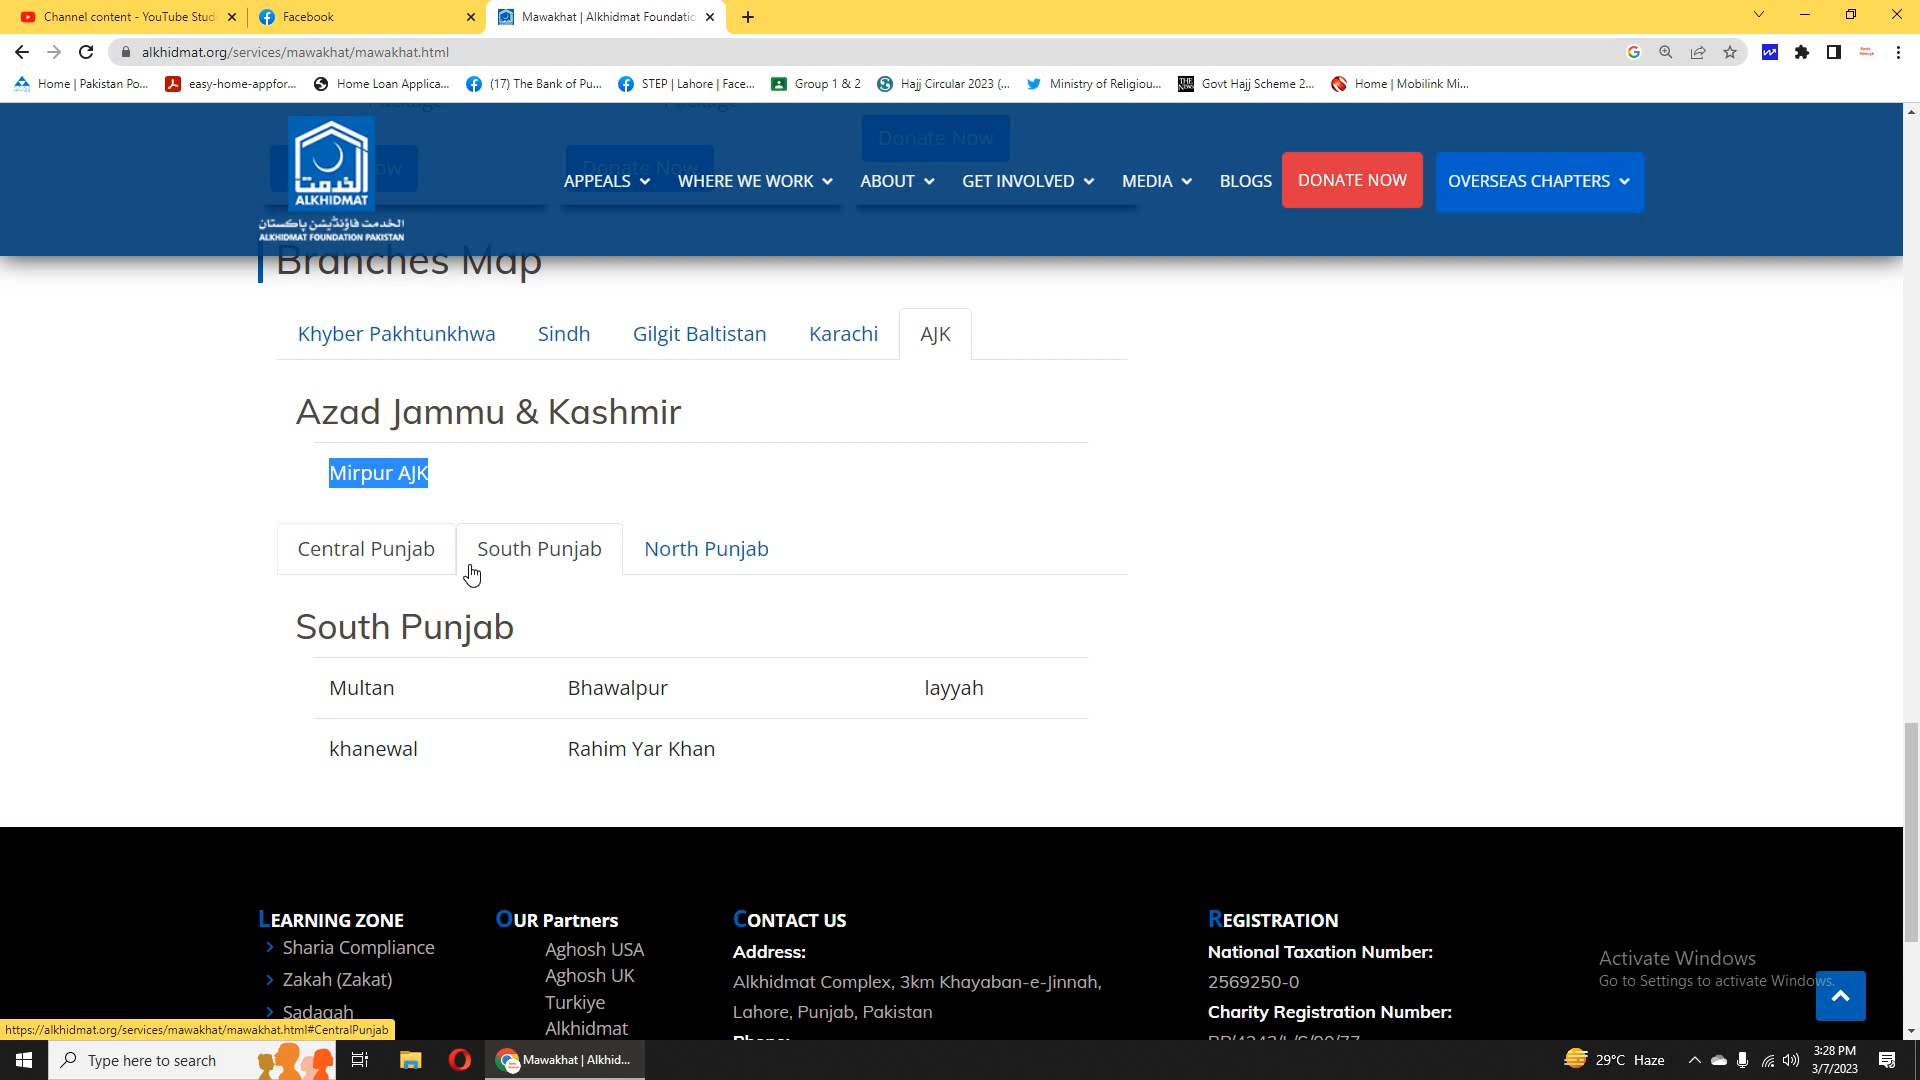 Channel content - YouTube Stud
Facebook
Mawakhat | Alkhidmat Foundatio
alkhidmat.org/services/mawakhat/mawakhat.html
Home | Pakistan Po...
easy-home-appfor...
Home Loan Applica...
(17) The Bank of Pu...
STEP | Lahore | Face...
Group 1 & 2
Hajj Circular 2023 (...
Ministry of Religiou...
Govt Hajj Scheme 2...
Home | Mobilink Mi...
Donate Now
Donate Now
الخدمت
ALKHIDMAT
الخدمت فاؤنڈیشن پاکستان
ALKHIDMAT FOUNDATION PAKISTAN
APPEALS
WHERE WE WORK
ABOUT
GET INVOLVED
MEDIA
BLOGS
DONATE NOW
OVERSEAS CHAPTERS
Branches Map
Khyber Pakhtunkhwa
Sindh
Gilgit Baltistan
Karachi
AJK
Azad Jammu & Kashmir
Mirpur AJK
Central Punjab
South Punjab
North Punjab
South Punjab
Multan
Bhawalpur
layyah
khanewal
Rahim Yar Khan
LEARNING ZONE
Sharia Compliance
Zakah (Zakat)
Sadaqah
OUR Partners
Aghosh USA
Aghosh UK
Turkiye
Alkhidmat
CONTACT US
Address:
Alkhidmat Complex, 3km Khayaban-e-Jinnah,
Lahore, Punjab, Pakistan
Phone:
REGISTRATION
National Taxation Number:
2569250-0
Charity Registration Number:
Activate Windows
Go to Settings to activate Windows.
https://alkhidmat.org/services/mawakhat/mawakhat.html#CentralPunjab
Type here to search
Mawakhat | Alkhid...
29°C Haze
3:28 PM
3/7/2023